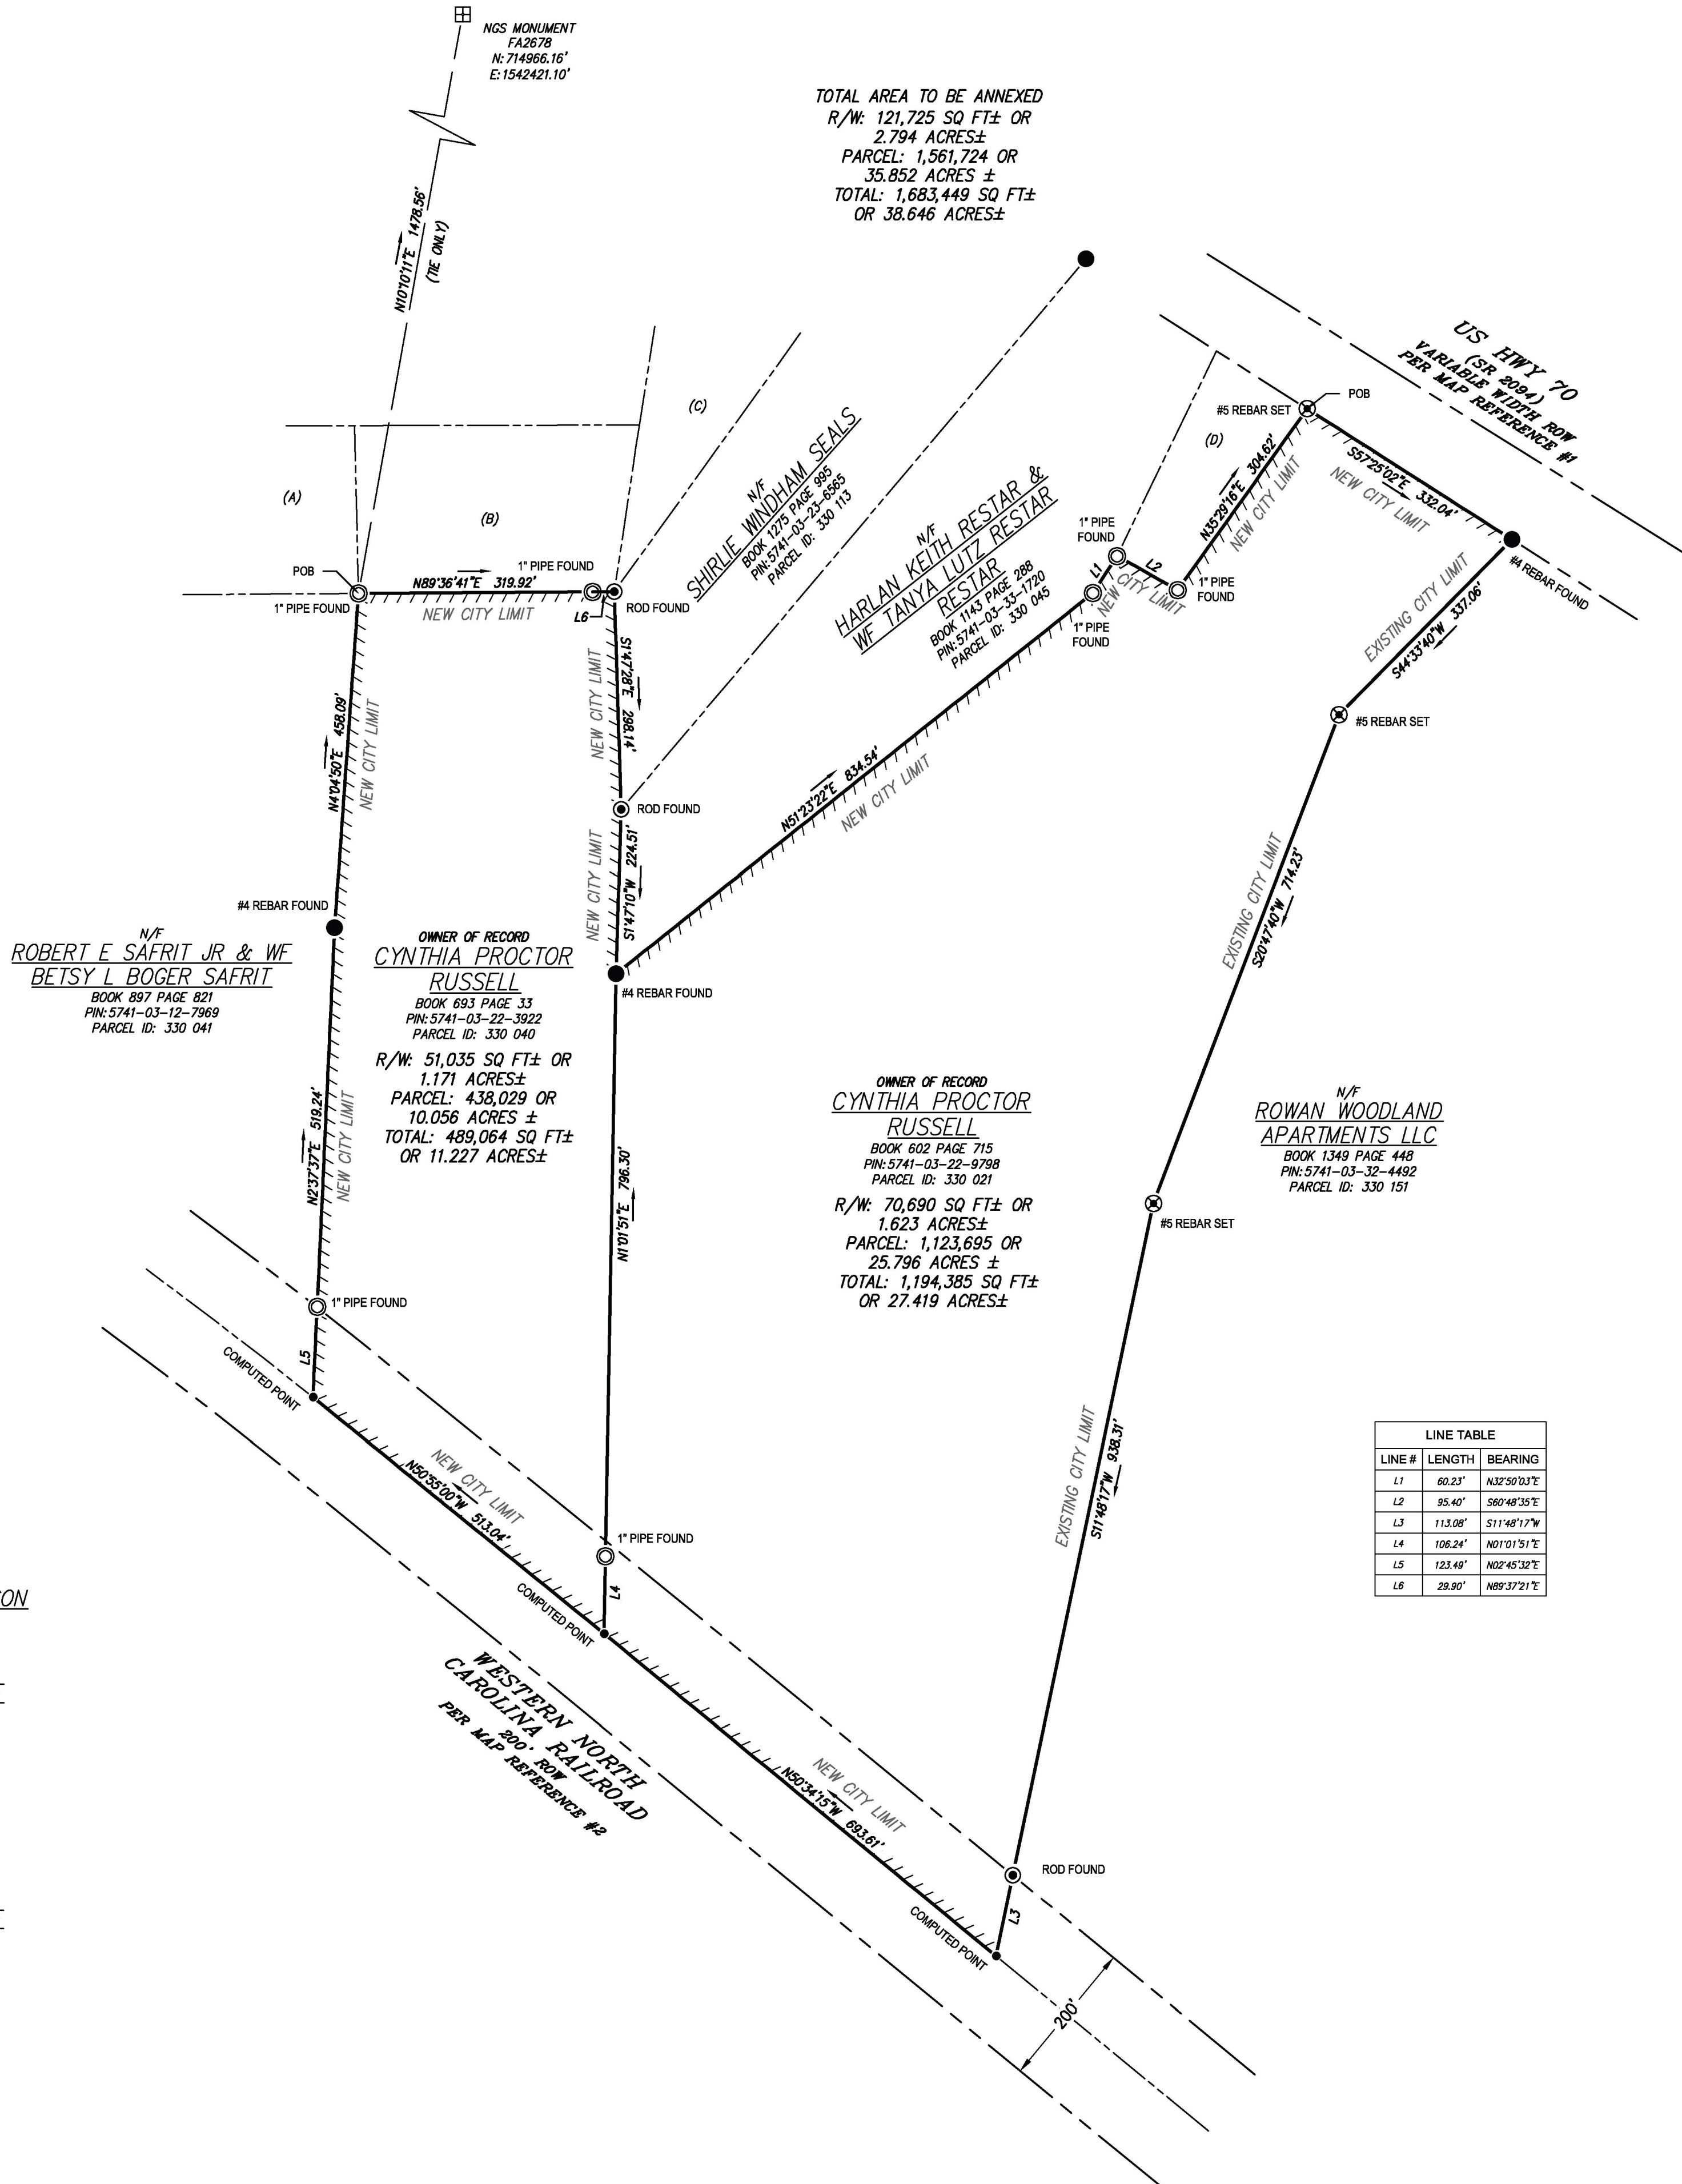 NGS MONUMENT
FA2678
N: 714966.16'
E: 1542421.10'
TOTAL AREA TO BE ANNEXED
R/W: 121,725 SQ FT± OR
2.794 ACRES±
PARCEL: 1,561,724 OR
35.852 ACRES ±
TOTAL: 1,683,449 SQ FT±
OR 38.646 ACRES±
N10°10'11"E 1478.56'
(TIE ONLY)
US HWY 70
(SR 2094)
VARIABLE WIDTH ROW
PER MAP REFERENCE #1
(A)
(B)
(C)
(D)
#5 REBAR SET
POB
S57°25'02"E 332.04'
NEW CITY LIMIT
N35°29'16"E 304.62'
NEW CITY LIMIT
#4 REBAR FOUND
N/F
SHIRLIE WINDHAM SEALS
BOOK 1275 PAGE 995
PIN: 5741-03-23-6565
PARCEL ID: 330 113
N/F
HARLAN KEITH RESTAR &
WF TANYA LUTZ RESTAR
RESTAR
BOOK 1143 PAGE 288
PIN: 5741-03-33-1720
PARCEL ID: 330 045
1" PIPE
FOUND
L1
L2
NEW CITY LIMIT
1" PIPE
FOUND
1" PIPE
FOUND
POB
1" PIPE FOUND
N89°36'41"E 319.92'
NEW CITY LIMIT
1" PIPE FOUND
L6
ROD FOUND
EXISTING CITY LIMIT
S44°33'40"W 337.06'
#5 REBAR SET
S1°47'28"E 298.14'
NEW CITY LIMIT
N4°04'50"E 458.09'
NEW CITY LIMIT
ROD FOUND
N51°23'22"E 834.54'
NEW CITY LIMIT
S1°47'10"W 224.51'
NEW CITY LIMIT
EXISTING CITY LIMIT
S20°47'40"W 714.23'
#4 REBAR FOUND
N/F
ROBERT E SAFRIT JR & WF
BETSY L BOGER SAFRIT
BOOK 897 PAGE 821
PIN: 5741-03-12-7969
PARCEL ID: 330 041
OWNER OF RECORD
CYNTHIA PROCTOR
RUSSELL
BOOK 693 PAGE 33
PIN: 5741-03-22-3922
PARCEL ID: 330 040
R/W: 51,035 SQ FT± OR
1.171 ACRES±
PARCEL: 438,029 OR
10.056 ACRES ±
TOTAL: 489,064 SQ FT±
OR 11.227 ACRES±
#4 REBAR FOUND
OWNER OF RECORD
CYNTHIA PROCTOR
RUSSELL
BOOK 602 PAGE 715
PIN: 5741-03-22-9798
PARCEL ID: 330 021
R/W: 70,690 SQ FT± OR
1.623 ACRES±
PARCEL: 1,123,695 OR
25.796 ACRES ±
TOTAL: 1,194,385 SQ FT±
OR 27.419 ACRES±
N/F
ROWAN WOODLAND
APARTMENTS LLC
BOOK 1349 PAGE 448
PIN: 5741-03-32-4492
PARCEL ID: 330 151
N2°37'37"E 519.24'
NEW CITY LIMIT
N1°01'51"E 796.30'
#5 REBAR SET
1" PIPE FOUND
L5
COMPUTED POINT
NEW CITY LIMIT
N50°55'00"W 513.04'
1" PIPE FOUND
L4
COMPUTED POINT
EXISTING CITY LIMIT
S11°48'17"W 938.31'
LINE TABLE
LINE # LENGTH BEARING
L1 60.23' N32°50'03"E
L2 95.40' S60°48'35"E
L3 113.08' S11°48'17"W
L4 106.24' N01°01'51"E
L5 123.49' N02°45'32"E
L6 29.90' N89°37'21"E
ON
WESTERN NORTH
CAROLINA RAILROAD
200' ROW
PER MAP REFERENCE #2
NEW CITY LIMIT
N50°34'15"W 693.61'
ROD FOUND
L3
COMPUTED POINT
200'